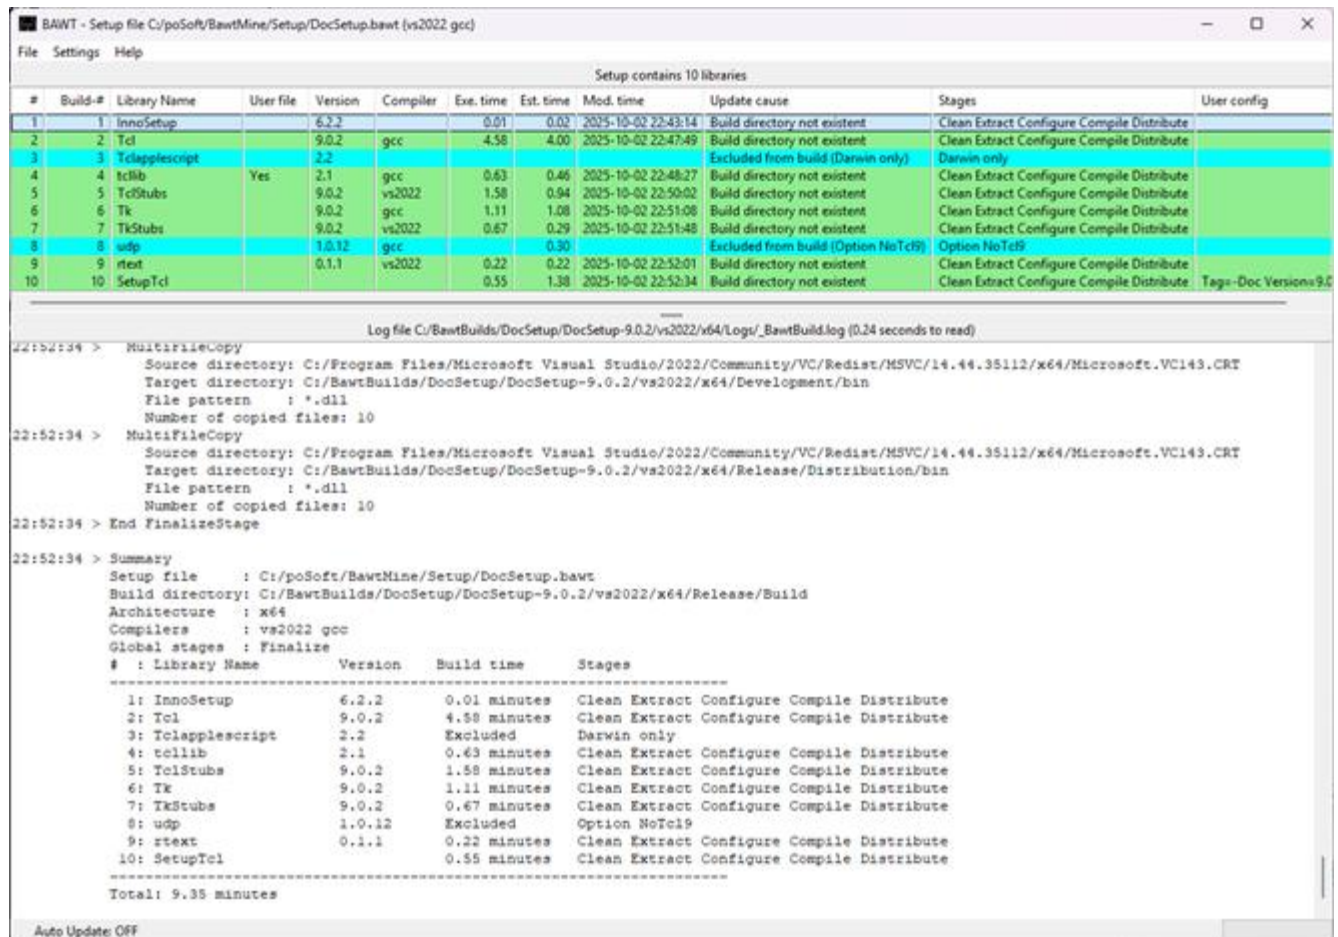 BAWT - Setup file C:/poSoft/BawtMine/Setup/DocSetup.bawt (vs2022 gcc)
File Settings Help
Setup contains 10 libraries
# Build-# Library Name User file Version Compiler Exe. time Est. time Mod. time Update cause Stages User config
1 1 InnoSetup 6.2.2 0.01 0.02 2025-10-02 22:43:14 Build directory not existent Clean Extract Configure Compile Distribute
2 2 Tcl 9.0.2 gcc 4.58 4.00 2025-10-02 22:47:49 Build directory not existent Clean Extract Configure Compile Distribute
3 3 Tclapplescript 2.2 Excluded from build (Darwin only) Darwin only
4 4 tcllib Yes 2.1 gcc 0.63 0.46 2025-10-02 22:48:27 Build directory not existent Clean Extract Configure Compile Distribute
5 5 TclStubs 9.0.2 vs2022 1.58 0.94 2025-10-02 22:50:02 Build directory not existent Clean Extract Configure Compile Distribute
6 6 Tk 9.0.2 gcc 1.11 1.08 2025-10-02 22:51:08 Build directory not existent Clean Extract Configure Compile Distribute
7 7 TkStubs 9.0.2 vs2022 0.67 0.29 2025-10-02 22:51:48 Build directory not existent Clean Extract Configure Compile Distribute
8 8 udp 1.0.12 gcc 0.30 Excluded from build (Option NoTcl9) Option NoTcl9
9 9 rtext 0.1.1 vs2022 0.22 0.22 2025-10-02 22:52:01 Build directory not existent Clean Extract Configure Compile Distribute
10 10 SetupTcl 0.55 1.38 2025-10-02 22:52:34 Build directory not existent Clean Extract Configure Compile Distribute Tag=-Doc Version=9.0
Log file C:/BawtBuilds/DocSetup/DocSetup-9.0.2/vs2022/x64/Logs/_BawtBuild.log (0.24 seconds to read)
22:52:34 > MultiFileCopy
Source directory: C:/Program Files/Microsoft Visual Studio/2022/Community/VC/Redist/MSVC/14.44.35112/x64/Microsoft.VC143.CRT
Target directory: C:/BawtBuilds/DocSetup/DocSetup-9.0.2/vs2022/x64/Development/bin
File pattern : *.dll
Number of copied files: 10
22:52:34 > MultiFileCopy
Source directory: C:/Program Files/Microsoft Visual Studio/2022/Community/VC/Redist/MSVC/14.44.35112/x64/Microsoft.VC143.CRT
Target directory: C:/BawtBuilds/DocSetup/DocSetup-9.0.2/vs2022/x64/Release/Distribution/bin
File pattern : *.dll
Number of copied files: 10
22:52:34 > End FinalizeStage
22:52:34 > Summary
Setup file : C:/poSoft/BawtMine/Setup/DocSetup.bawt
Build directory: C:/BawtBuilds/DocSetup/DocSetup-9.0.2/vs2022/x64/Release/Build
Architecture : x64
Compilers : vs2022 gcc
Global stages : Finalize
# : Library Name Version Build time Stages
1: InnoSetup 6.2.2 0.01 minutes Clean Extract Configure Compile Distribute
2: Tcl 9.0.2 4.58 minutes Clean Extract Configure Compile Distribute
3: Tclapplescript 2.2 Excluded Darwin only
4: tcllib 2.1 0.63 minutes Clean Extract Configure Compile Distribute
5: TclStubs 9.0.2 1.58 minutes Clean Extract Configure Compile Distribute
6: Tk 9.0.2 1.11 minutes Clean Extract Configure Compile Distribute
7: TkStubs 9.0.2 0.67 minutes Clean Extract Configure Compile Distribute
8: udp 1.0.12 Excluded Option NoTcl9
9: rtext 0.1.1 0.22 minutes Clean Extract Configure Compile Distribute
10: SetupTcl 0.55 minutes Clean Extract Configure Compile Distribute
Total: 9.35 minutes
Auto Update: OFF